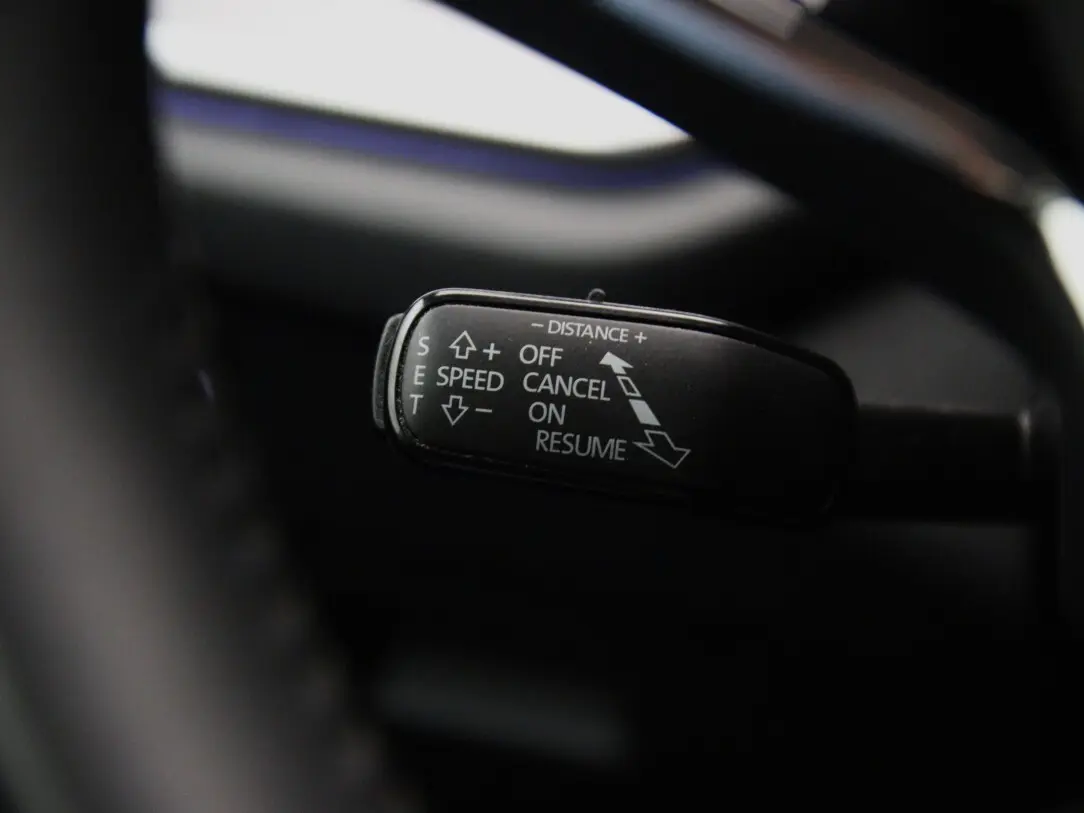 - DISTANCE +
S + OFF
E SPEED CANCEL
T - ON
RESUME